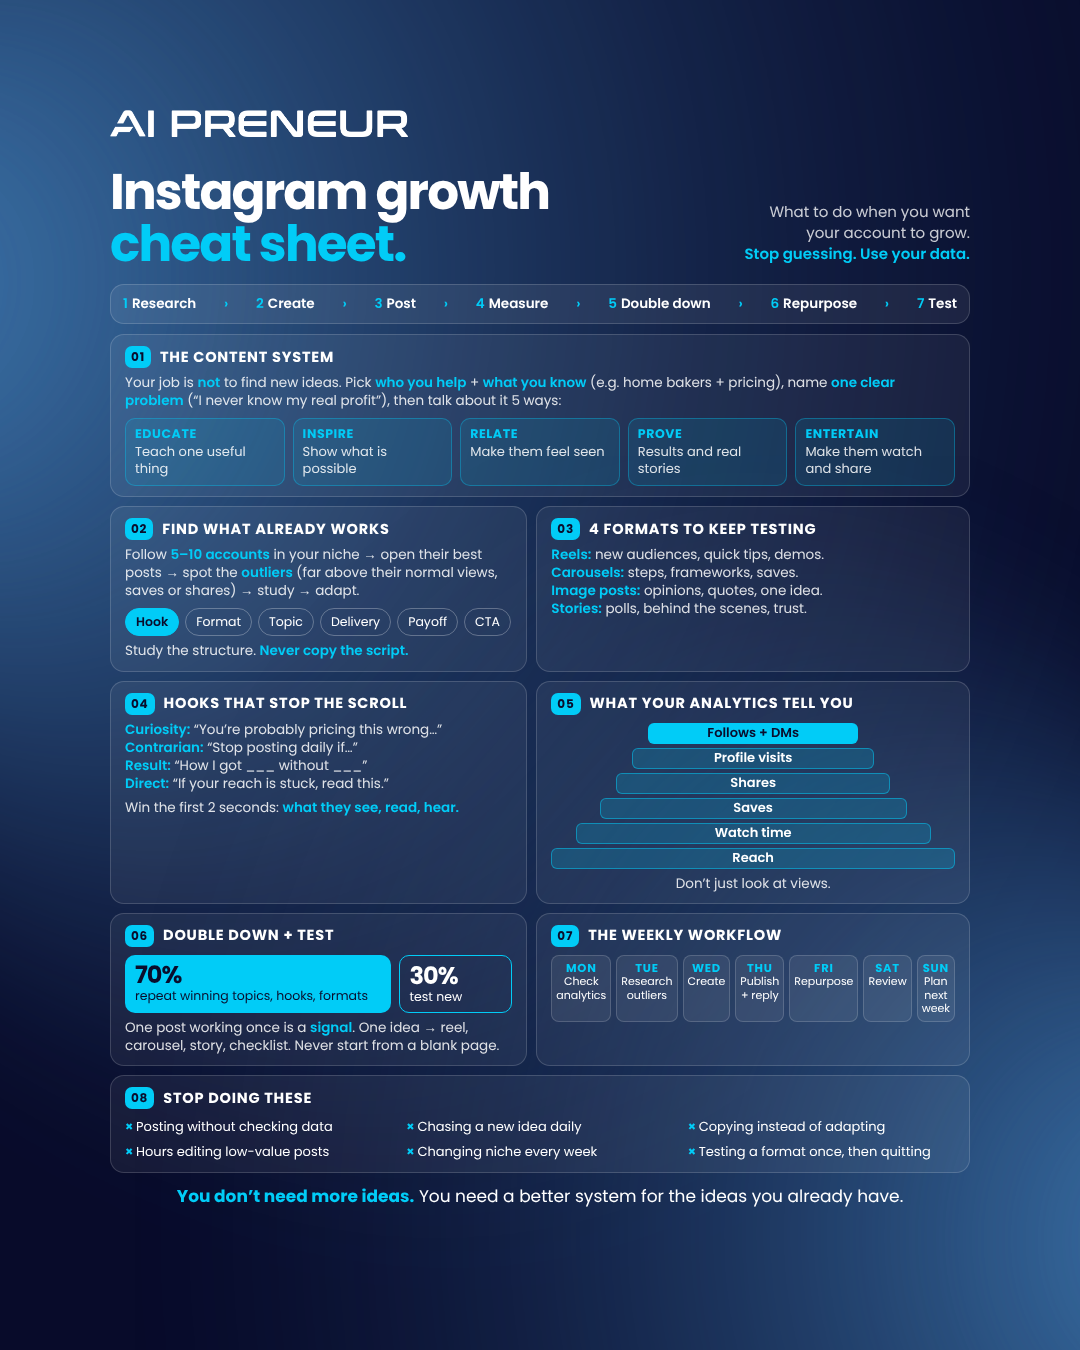 AI PRENEUR
Instagram growth
cheat sheet.
What to do when you want
your account to grow.
Stop guessing. Use your data.
1 Research › 2 Create › 3 Post › 4 Measure › 5 Double down › 6 Repurpose › 7 Test
01 THE CONTENT SYSTEM
Your job is not to find new ideas. Pick who you help + what you know (e.g. home bakers + pricing), name one clear
problem (“I never know my real profit”), then talk about it 5 ways:
EDUCATE
Teach one useful
thing
INSPIRE
Show what is
possible
RELATE
Make them feel seen
PROVE
Results and real
stories
ENTERTAIN
Make them watch
and share
02 FIND WHAT ALREADY WORKS
Follow 5–10 accounts in your niche → open their best
posts → spot the outliers (far above their normal views,
saves or shares) → study → adapt.
Hook Format Topic Delivery Payoff CTA
Study the structure. Never copy the script.
03 4 FORMATS TO KEEP TESTING
Reels: new audiences, quick tips, demos.
Carousels: steps, frameworks, saves.
Image posts: opinions, quotes, one idea.
Stories: polls, behind the scenes, trust.
04 HOOKS THAT STOP THE SCROLL
Curiosity: “You’re probably pricing this wrong…”
Contrarian: “Stop posting daily if…”
Result: “How I got ___ without ___”
Direct: “If your reach is stuck, read this.”
Win the first 2 seconds: what they see, read, hear.
05 WHAT YOUR ANALYTICS TELL YOU
Follows + DMs
Profile visits
Shares
Saves
Watch time
Reach
Don’t just look at views.
06 DOUBLE DOWN + TEST
70%
repeat winning topics, hooks, formats
30%
test new
One post working once is a signal. One idea → reel,
carousel, story, checklist. Never start from a blank page.
07 THE WEEKLY WORKFLOW
MON
Check
analytics
TUE
Research
outliers
WED
Create
THU
Publish
+ reply
FRI
Repurpose
SAT
Review
SUN
Plan
next
week
08 STOP DOING THESE
× Posting without checking data
× Chasing a new idea daily
× Copying instead of adapting
× Hours editing low-value posts
× Changing niche every week
× Testing a format once, then quitting
You don’t need more ideas. You need a better system for the ideas you already have.